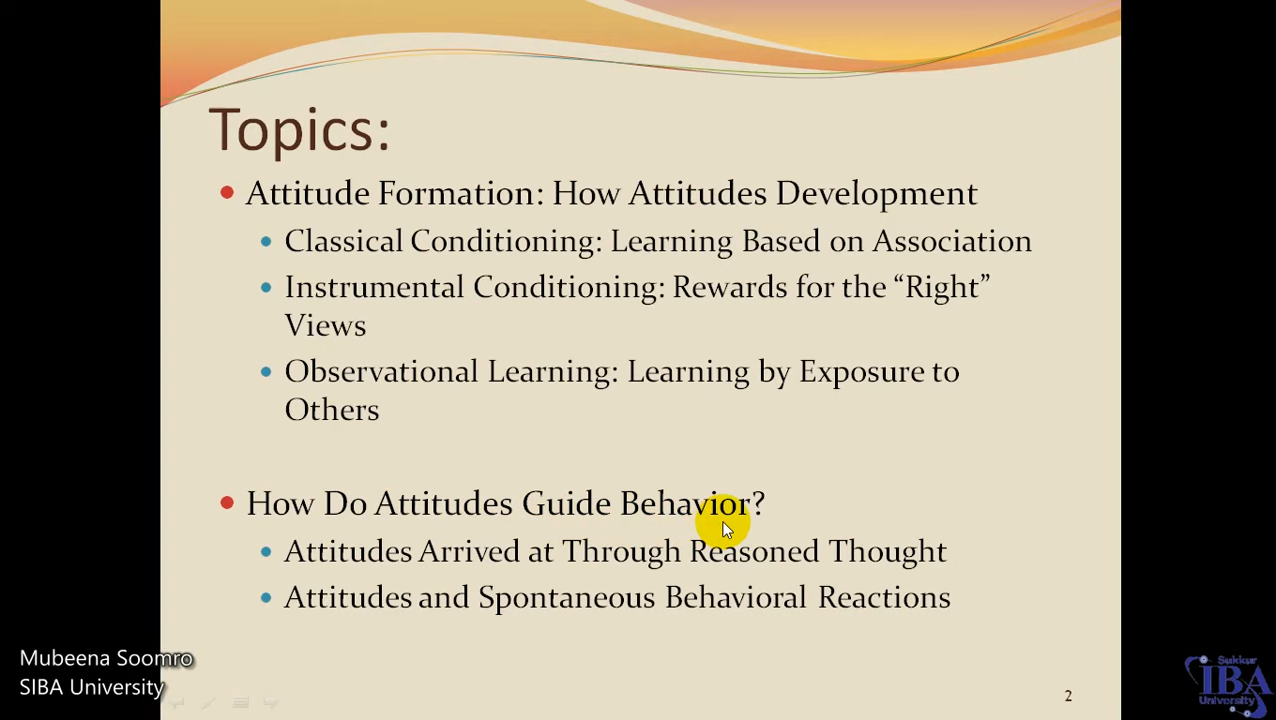 Topics:
Attitude Formation: How Attitudes Development
Classical Conditioning: Learning Based on Association
Instrumental Conditioning: Rewards for the “Right”
Views
Observational Learning: Learning by Exposure to
Others
How Do Attitudes Guide Behavior?
Attitudes Arrived at Through Reasoned Thought
Attitudes and Spontaneous Behavioral Reactions
Mubeena Soomro
SIBA University
2
Sukkur
IBA
University